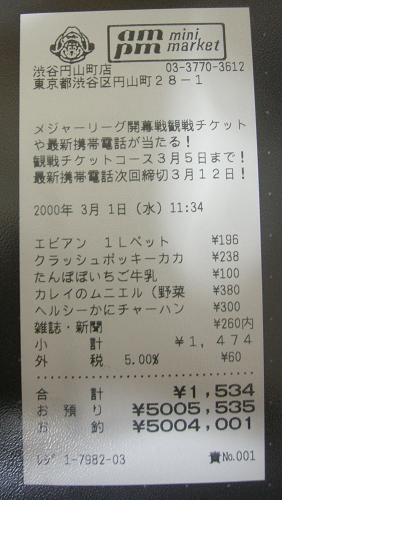 am pm mini market
渋谷円山町店 03-3770-3612
東京都渋谷区円山町28-1
メジャーリーグ開幕戦観戦チケット
や最新携帯電話が当たる!
観戦チケットコース3月5日まで!
最新携帯電話次回締切3月12日!
2000年 3月 1日(水) 11:34
エビアン 1Lペット ¥196
クラッシュポッキーカカ ¥238
たんぽぽいちご牛乳 ¥100
カレイのムニエル(野菜 ¥380
ヘルシーかにチャーハン ¥300
雑誌・新聞 ¥260内
小 計 ¥1,474
外 税 5.00% ¥60
合 計 ¥1,534
お 預 り ¥5005,535
お 釣 ¥5004,001
レジ 1-7982-03 責No.001